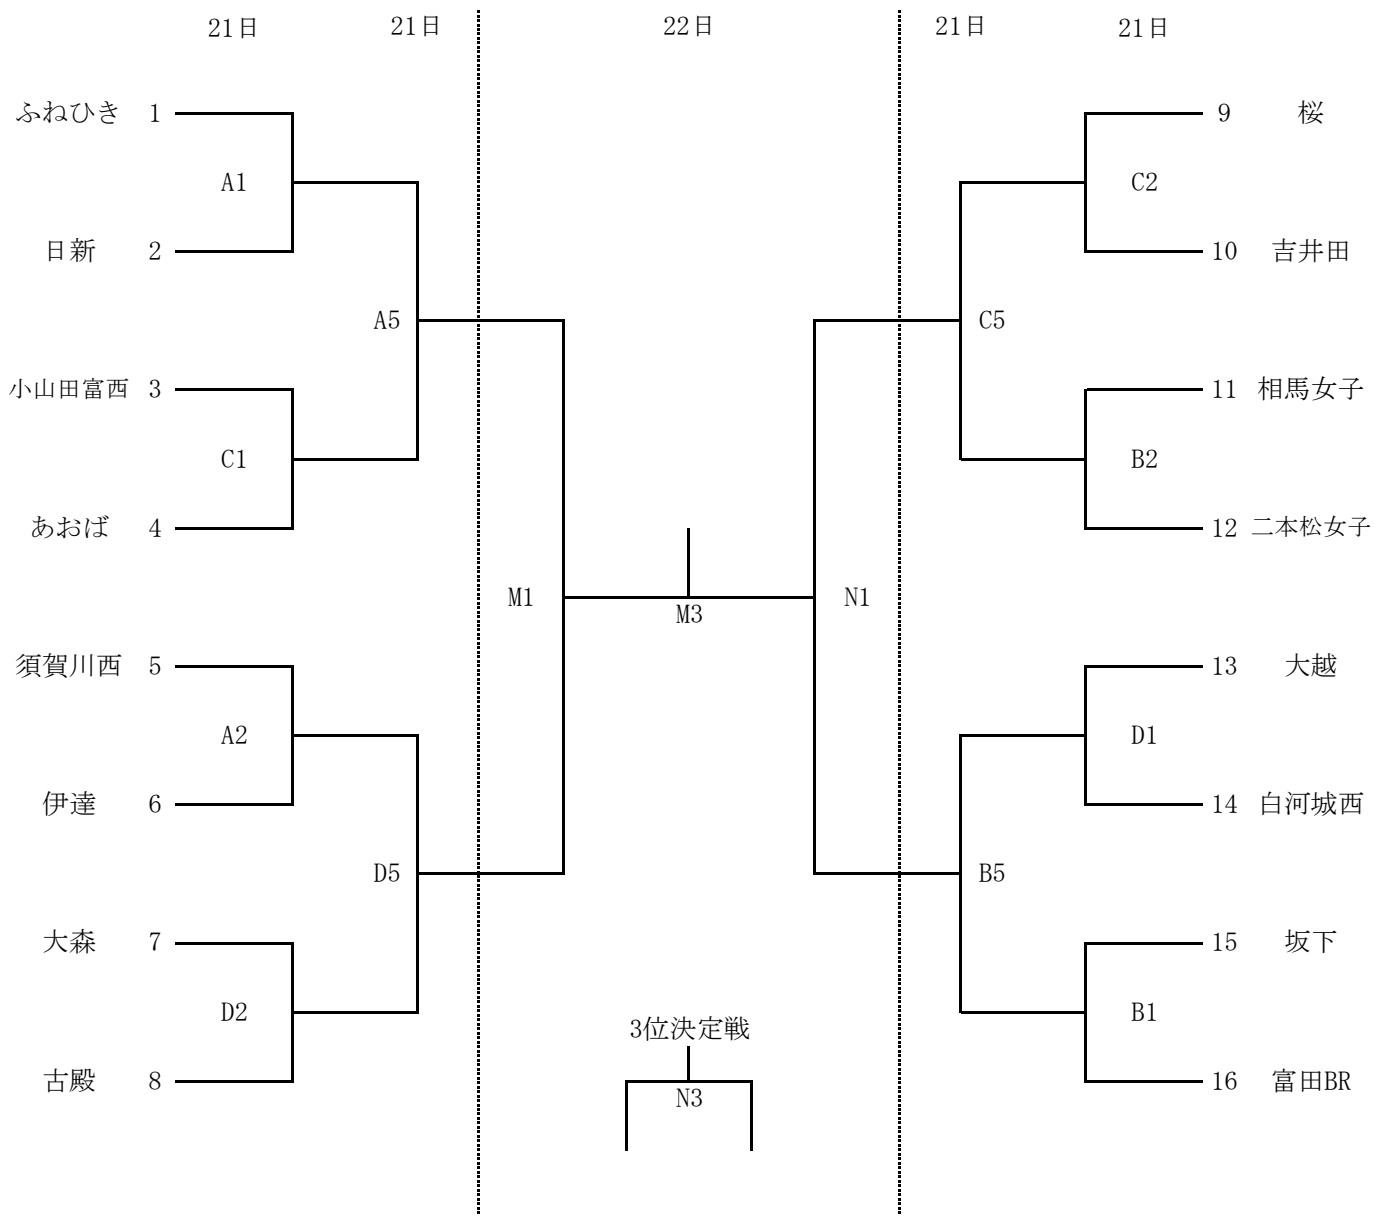 21日 21日 22日 21日 21日
ふねひき 1
A1
日新 2
A5
小山田富西 3
C1
あおば 4
M1
須賀川西 5
A2
伊達 6
D5
大森 7
D2
古殿 8
M3
3位決定戦
N3
9 桜
C2
10 吉井田
C5
11 相馬女子
B2
12 二本松女子
N1
13 大越
D1
14 白河城西
B5
15 坂下
B1
16 富田BR